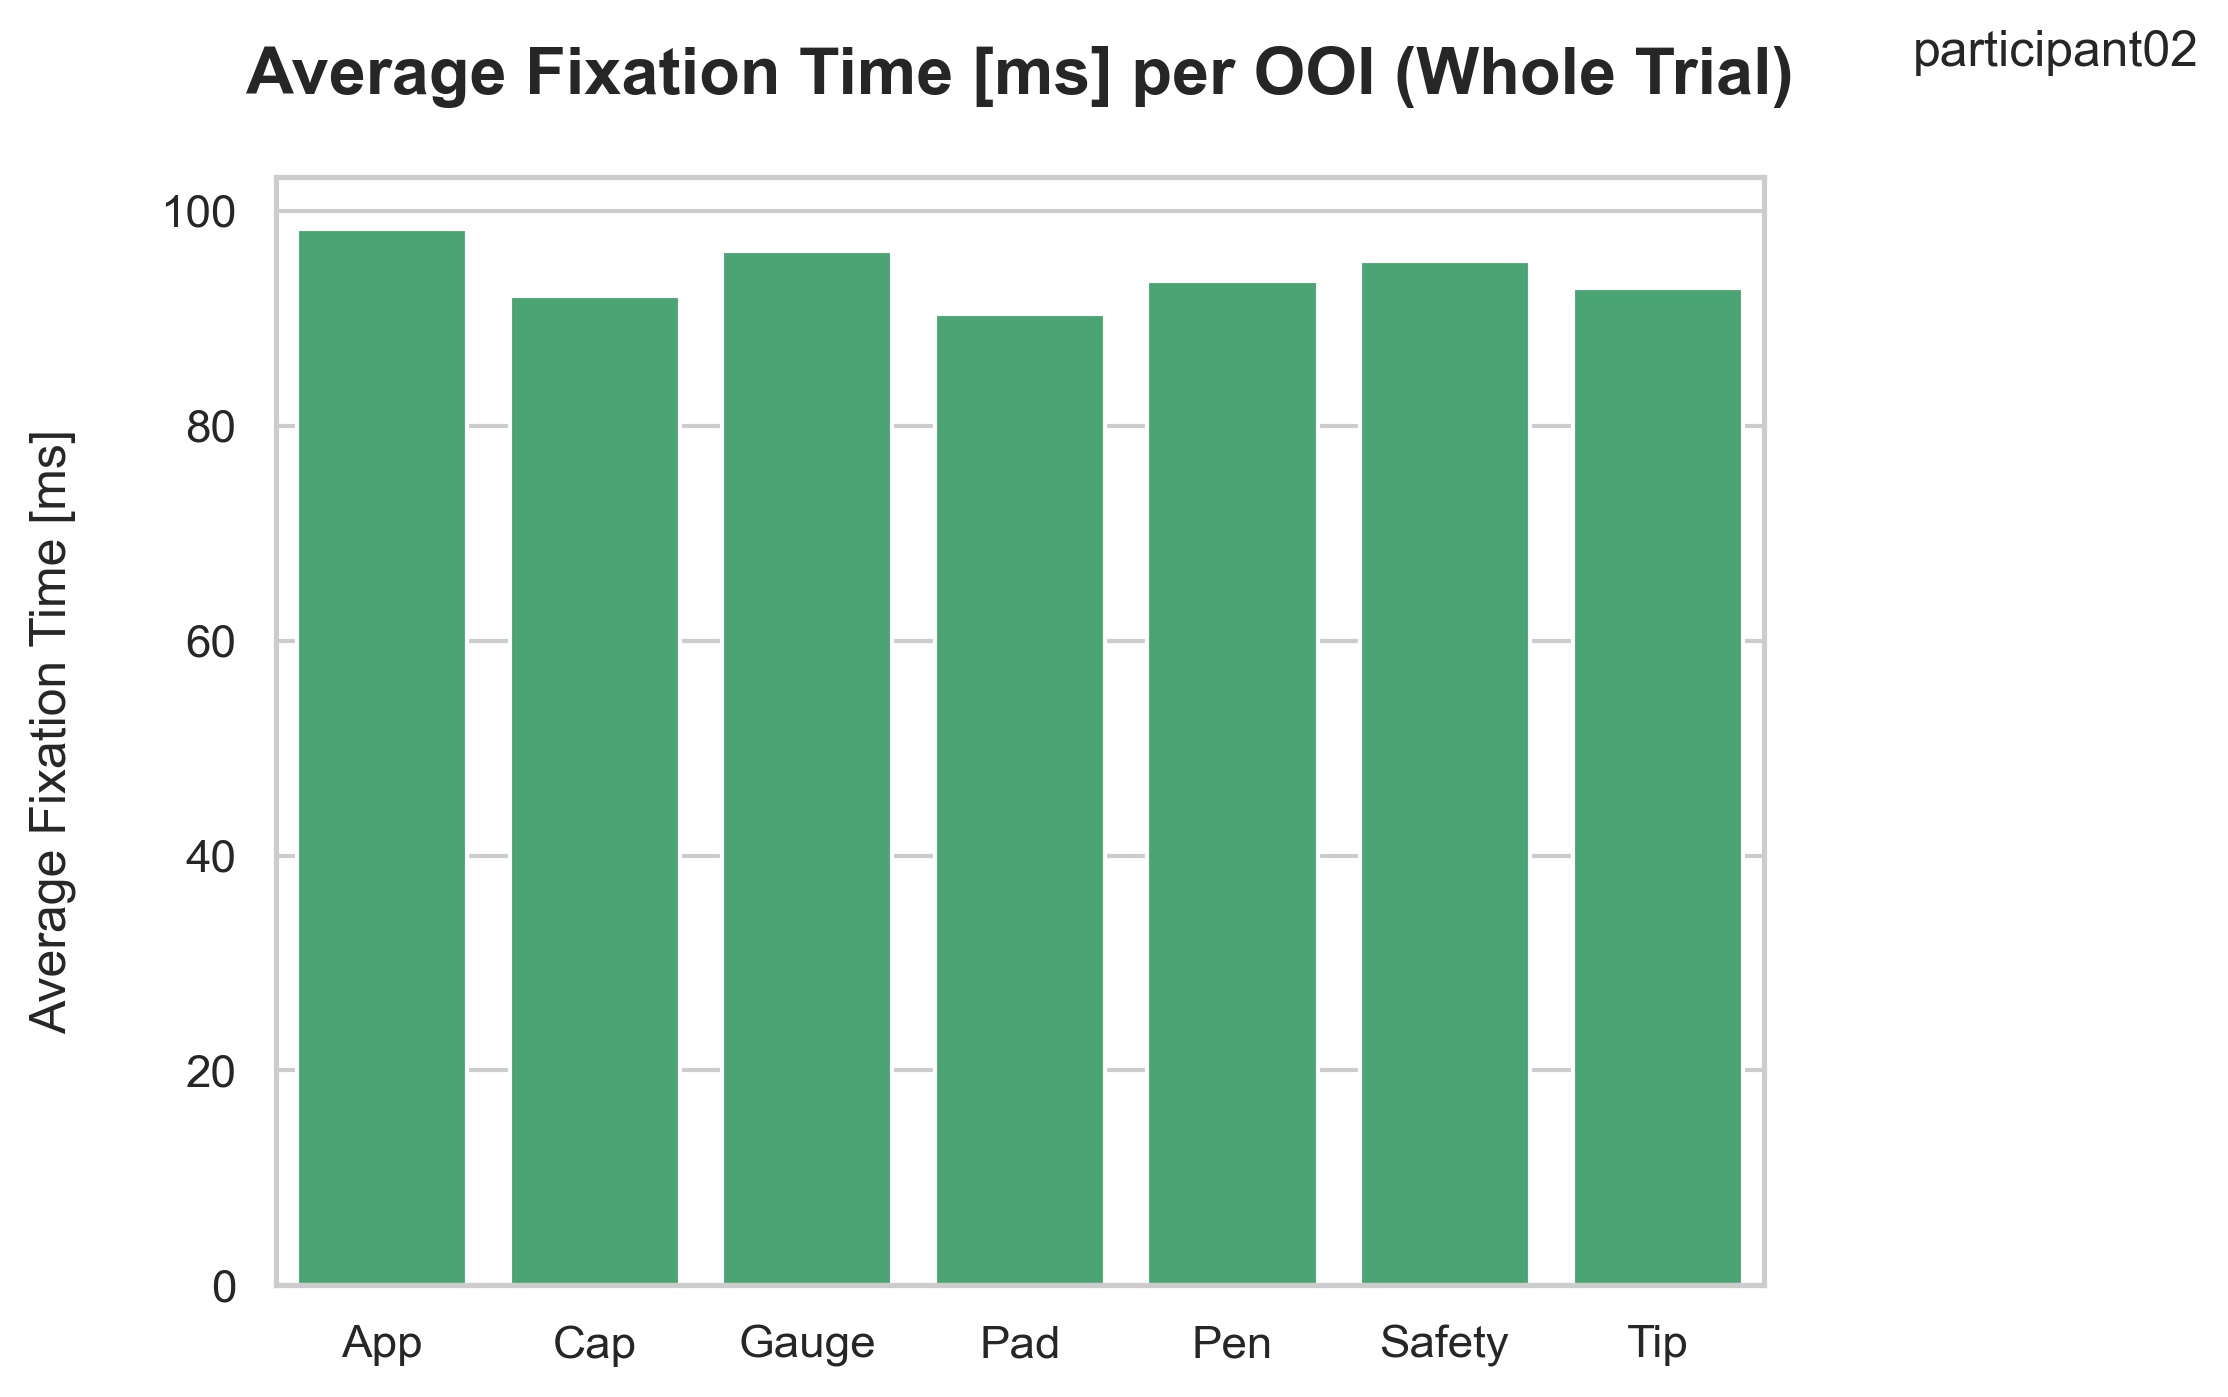 participant02
Average Fixation Time [ms] per OOI (Whole Trial)
Average Fixation Time [ms]
100
80
60
40
20
0
App Cap Gauge Pad Pen Safety Tip